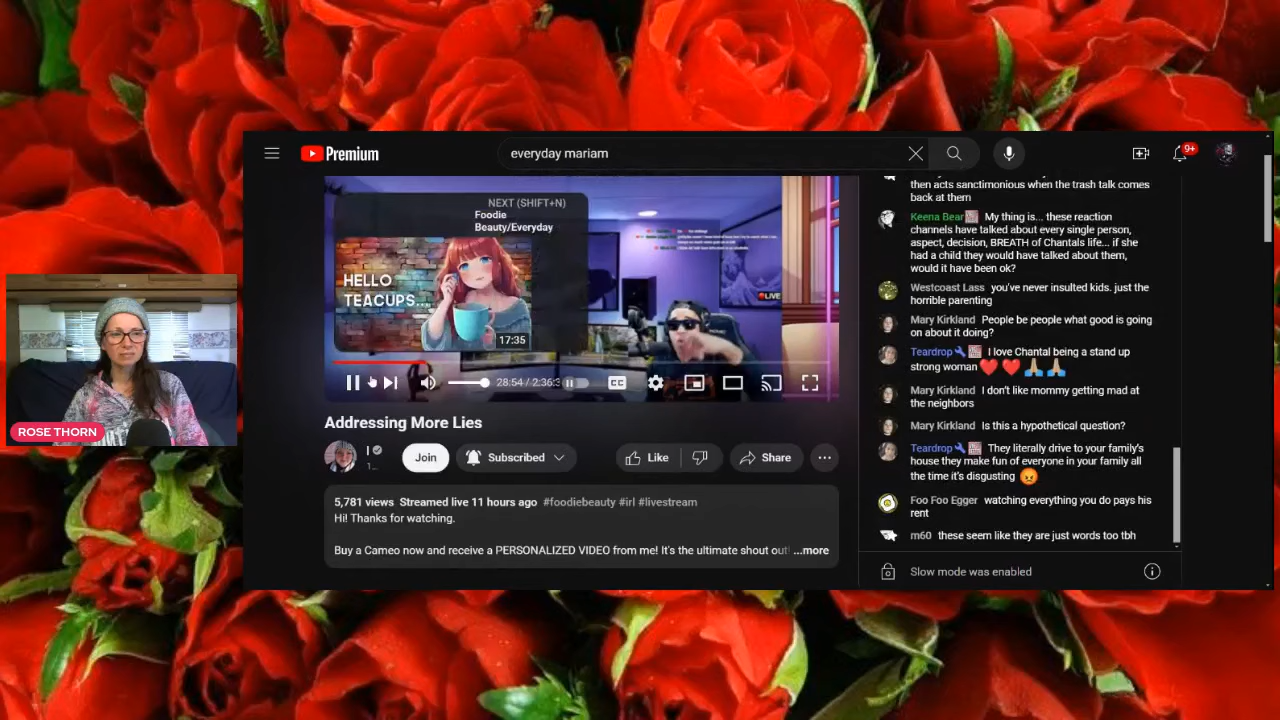 Premium
everyday mariam
9+
NEXT (SHIFT+N)
Foodie
Beauty/Everyday
HELLO
TEACUPS...
17:35
LIVE
28:54 / 2:36:3
CC
Addressing More Lies
Join
Subscribed
Like
Share
5,781 views Streamed live 11 hours ago #foodiebeauty #irl #livestream
Hi! Thanks for watching.
Buy a Cameo now and receive a PERSONALIZED VIDEO from me! It's the ultimate shout out! ...more
then acts sanctimonious when the trash talk comes
back at them
Keena Bear My thing is... these reaction
channels have talked about every single person,
aspect, decision, BREATH of Chantals life... if she
had a child they would have talked about them,
would it have been ok?
Westcoast Lass you've never insulted kids. just the
horrible parenting
Mary Kirkland People be people what good is going
on about it doing?
Teardrop I love Chantal being a stand up
strong woman❤️❤️🙏🏼🙏🏼
Mary Kirkland I don't like mommy getting mad at
the neighbors
Mary Kirkland Is this a hypothetical question?
Teardrop They literally drive to your family's
house they make fun of everyone in your family all
the time it's disgusting 😡
Foo Foo Egger watching everything you do pays his
rent
m60 these seem like they are just words too tbh
Slow mode was enabled
ROSE THORN